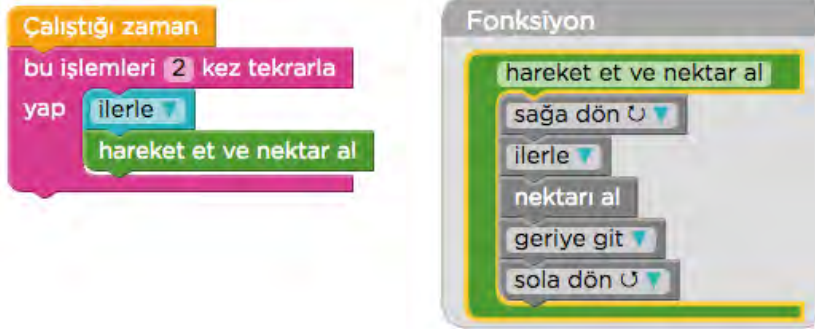 Çalıştığı zaman
bu işlemleri 2 kez tekrarla
yap ilerle
hareket et ve nektar al
Fonksiyon
hareket et ve nektar al
sağa dön ↻
ilerle
nektarı al
geriye git
sola dön ↺